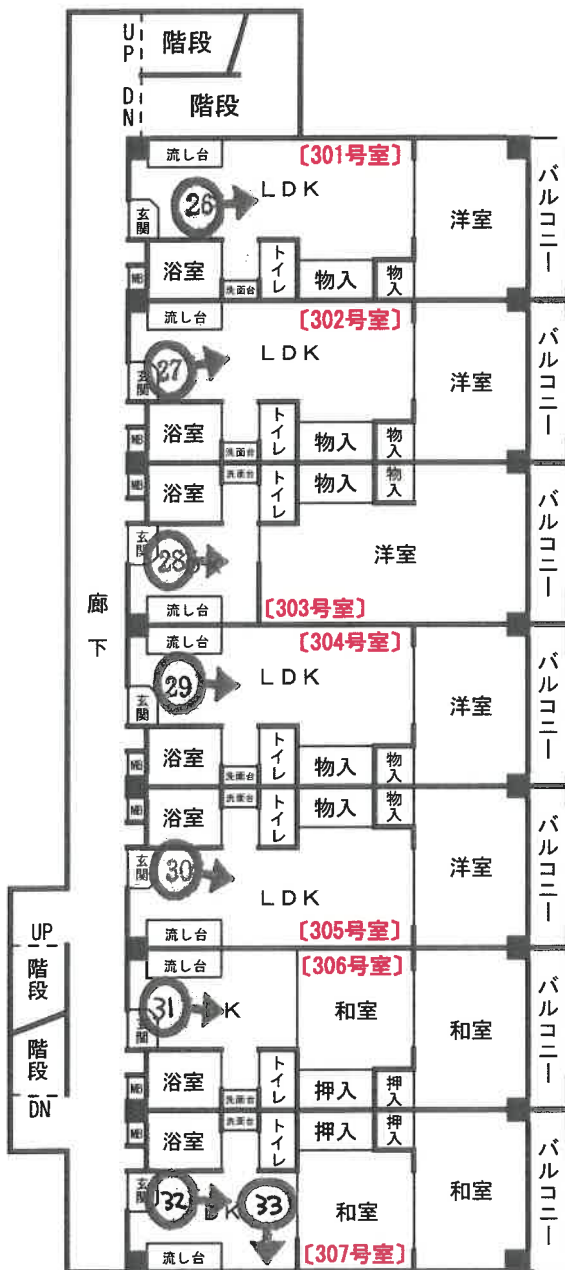 UP
階段
DN
階段
流し台
〔301号室〕
LDK
洋室
バルコニー
26
玄関
浴室
トイレ
MB
洗面台
物入
物入
流し台
〔302号室〕
LDK
洋室
バルコニー
27
玄関
浴室
トイレ
MB
洗面台
物入
物入
MB
浴室
洗面台
トイレ
物入
物入
玄関
28
洋室
バルコニー
流し台
〔303号室〕
廊下
流し台
〔304号室〕
LDK
洋室
バルコニー
29
玄関
浴室
トイレ
MB
洗面台
物入
物入
MB
浴室
洗面台
トイレ
物入
物入
洋室
バルコニー
玄関
30
LDK
流し台
〔305号室〕
UP
階段
階段
DN
流し台
〔306号室〕
31
K
和室
和室
バルコニー
玄関
浴室
トイレ
MB
洗面台
押入
押入
MB
浴室
洗面台
トイレ
押入
押入
玄関
32
DK
33
和室
和室
バルコニー
流し台
〔307号室〕